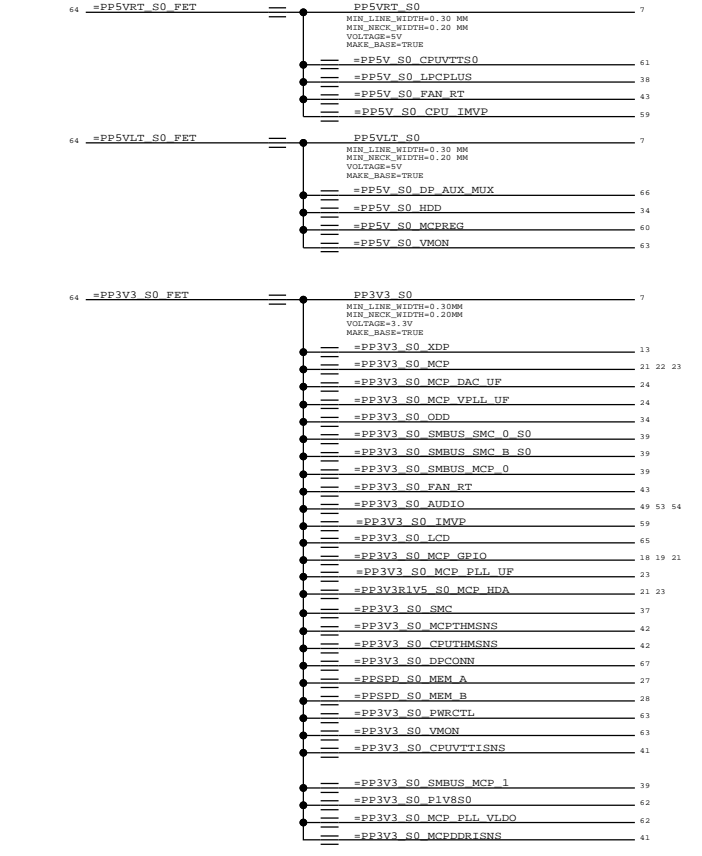 64 =PP5VRT_S0_FET PP5VRT_S0 7
MIN_LINE_WIDTH=0.30 MM
MIN_NECK_WIDTH=0.20 MM
VOLTAGE=5V
MAKE_BASE=TRUE
=PP5V_S0_CPUVTTS0 61
=PP5V_S0_LPCPLUS 38
=PP5V_S0_FAN_RT 43
=PP5V_S0_CPU_IMVP 59
64 =PP5VLT_S0_FET PP5VLT_S0 7
MIN_LINE_WIDTH=0.30 MM
MIN_NECK_WIDTH=0.20 MM
VOLTAGE=5V
MAKE_BASE=TRUE
=PP5V_S0_DP_AUX_MUX 66
=PP5V_S0_HDD 34
=PP5V_S0_MCPREG 60
=PP5V_S0_VMON 63
64 =PP3V3_S0_FET PP3V3_S0 7
MIN_LINE_WIDTH=0.30MM
MIN_NECK_WIDTH=0.20MM
VOLTAGE=3.3V
MAKE_BASE=TRUE
=PP3V3_S0_XDP 13
=PP3V3_S0_MCP 21 22 23
=PP3V3_S0_MCP_DAC_UF 24
=PP3V3_S0_MCP_VPLL_UF 24
=PP3V3_S0_ODD 34
=PP3V3_S0_SMBUS_SMC_0_S0 39
=PP3V3_S0_SMBUS_SMC_B_S0 39
=PP3V3_S0_SMBUS_MCP_0 39
=PP3V3_S0_FAN_RT 43
=PP3V3_S0_AUDIO 49 53 54
=PP3V3_S0_IMVP 59
=PP3V3_S0_LCD 65
=PP3V3_S0_MCP_GPIO 18 19 21
=PP3V3_S0_MCP_PLL_UF 23
=PP3V3R1V5_S0_MCP_HDA 21 23
=PP3V3_S0_SMC 37
=PP3V3_S0_MCPTHMSNS 42
=PP3V3_S0_CPUTHMSNS 42
=PP3V3_S0_DPCONN 67
=PPSPD_S0_MEM_A 27
=PPSPD_S0_MEM_B 28
=PP3V3_S0_PWRCTL 63
=PP3V3_S0_VMON 63
=PP3V3_S0_CPUVTTISNS 41
=PP3V3_S0_SMBUS_MCP_1 39
=PP3V3_S0_P1V8S0 62
=PP3V3_S0_MCP_PLL_VLDO 62
=PP3V3_S0_MCPDDRISNS 41